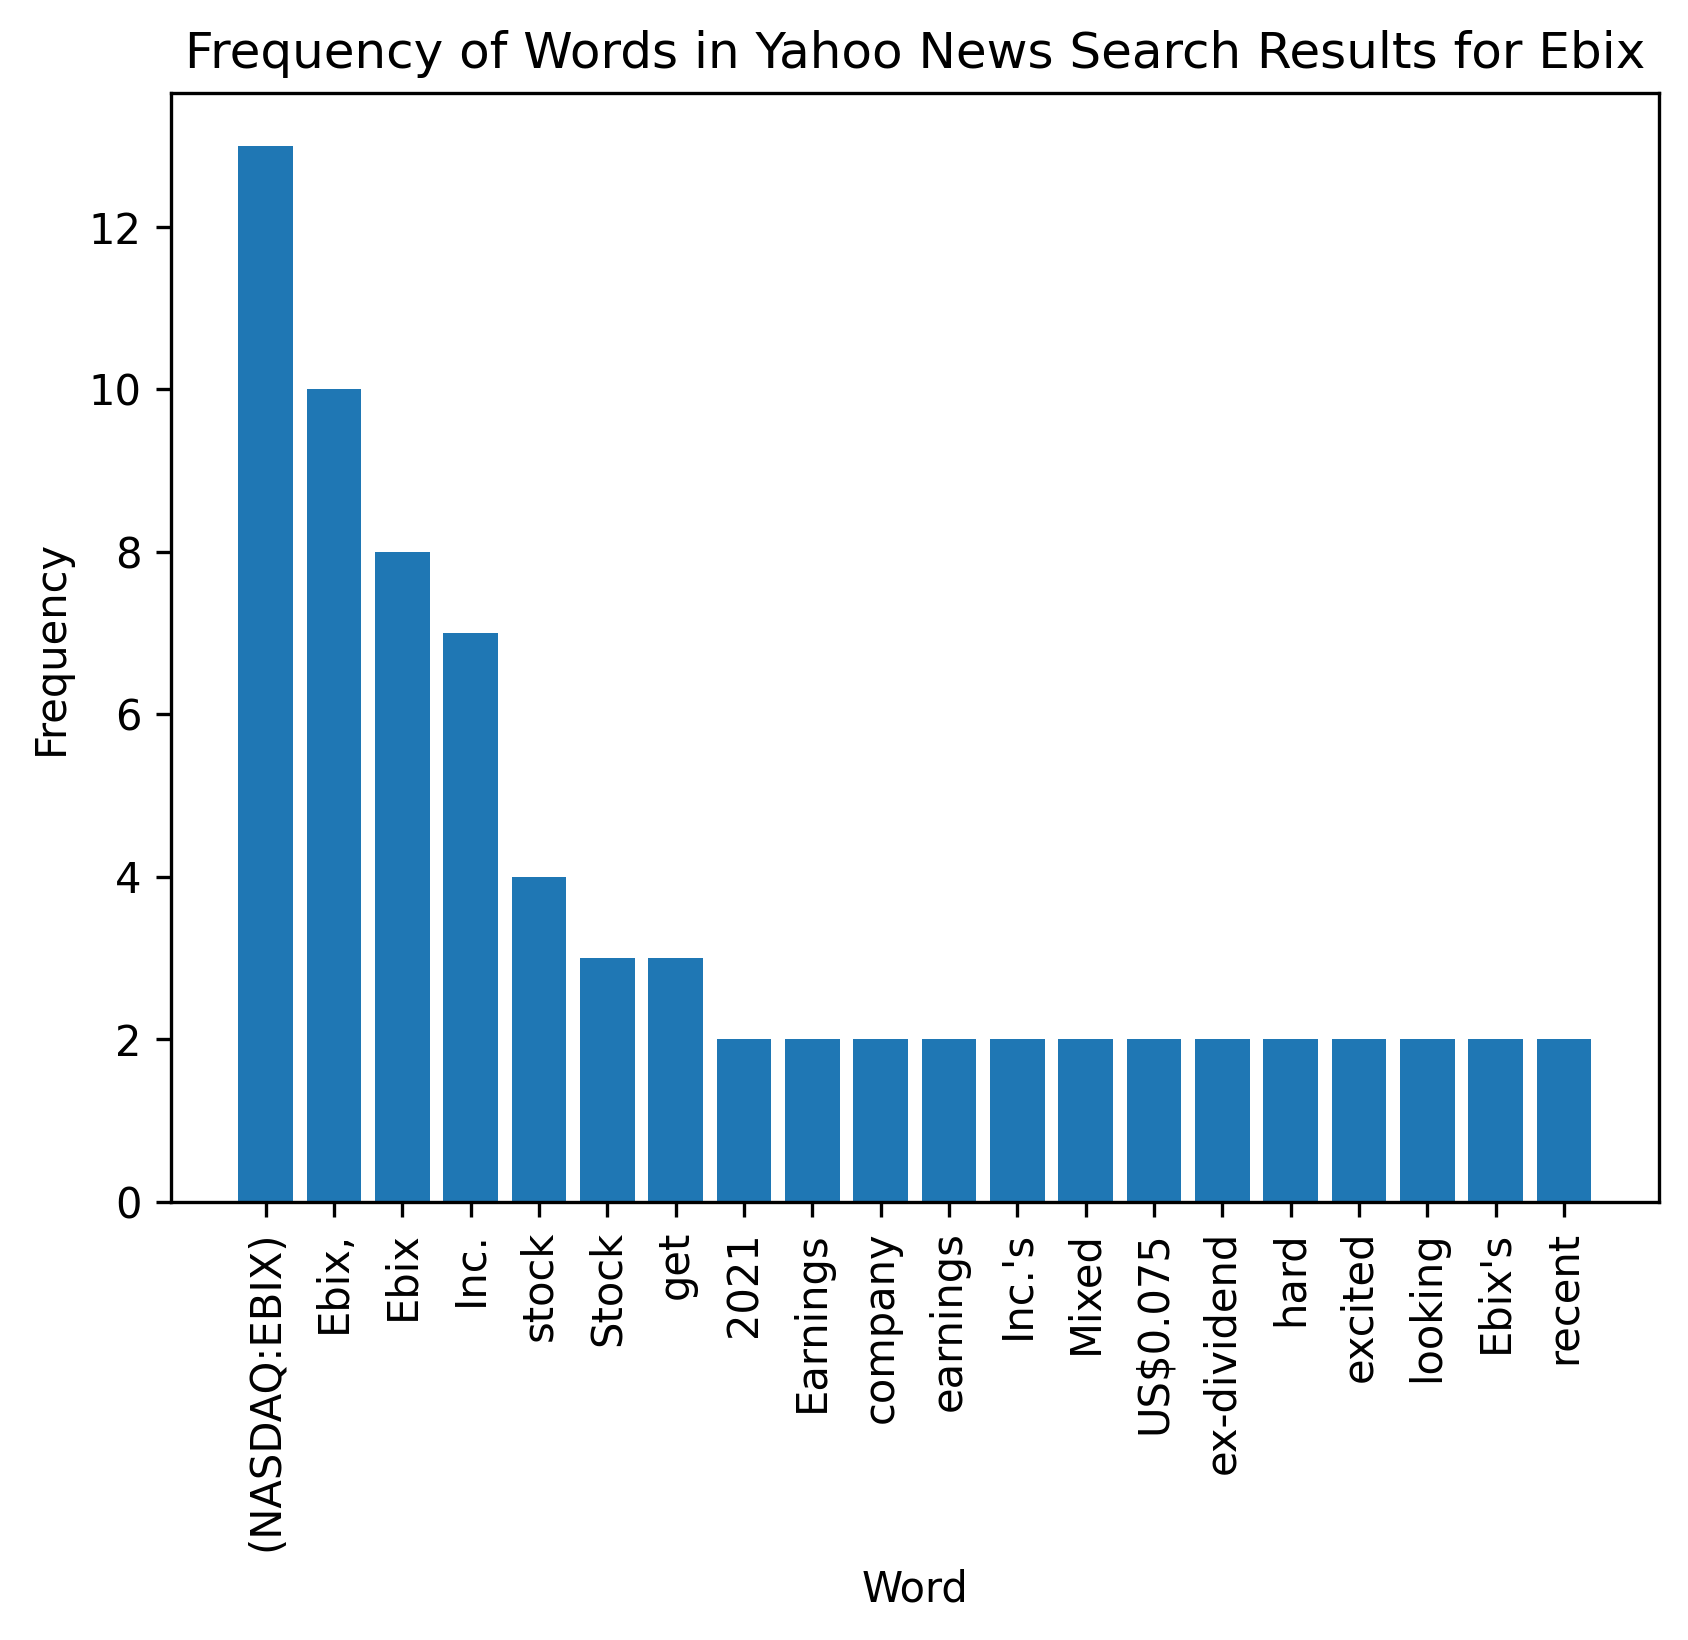 Frequency of Words in Yahoo News Search Results for Ebix
Frequency
12
10
8
6
4
2
0
(NASDAQ:EBIX)
Ebix,
Ebix
Inc.
stock
Stock
get
2021
Earnings
company
earnings
Inc.'s
Mixed
US$0.075
ex-dividend
hard
excited
looking
Ebix's
recent
Word